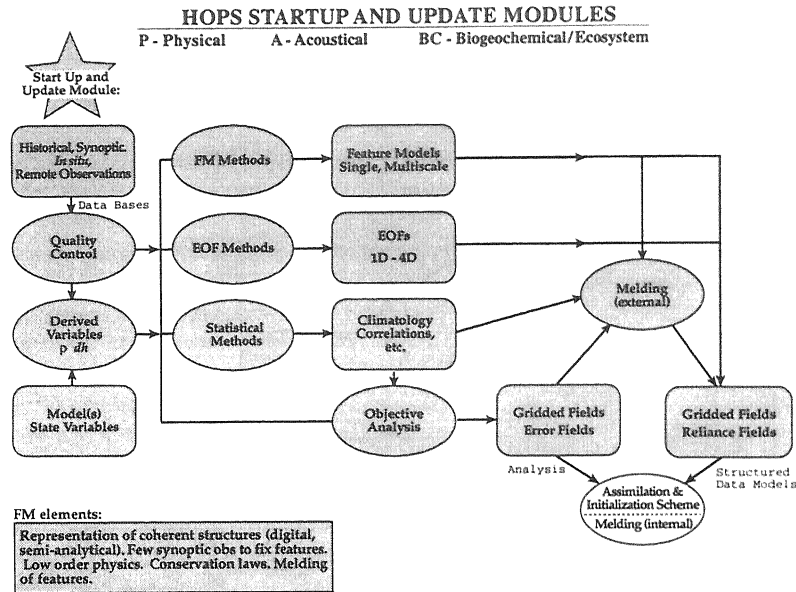 HOPS STARTUP AND UPDATE MODULES
P - Physical A - Acoustical BC - Biogeochemical/Ecosystem
Start Up and
Update Module:
Historical, Synoptic.
In situ,
Remote Observations
Data Bases
Quality
Control
Derived
Variables
p dh
Model(s)
State Variables
FM Methods
EOF Methods
Statistical
Methods
Feature Models
Single, Multiscale
EOFs
1D - 4D
Climatology
Correlations,
etc.
Objective
Analysis
Melding
(external)
Gridded Fields
Error Fields
Gridded Fields
Reliance Fields
Analysis
Structured
Data Models
Assimilation &
Initialization Scheme
Melding (internal)
FM elements:
Representation of coherent structures (digital,
semi-analytical). Few synoptic obs to fix features.
Low order physics. Conservation laws. Melding
of features.